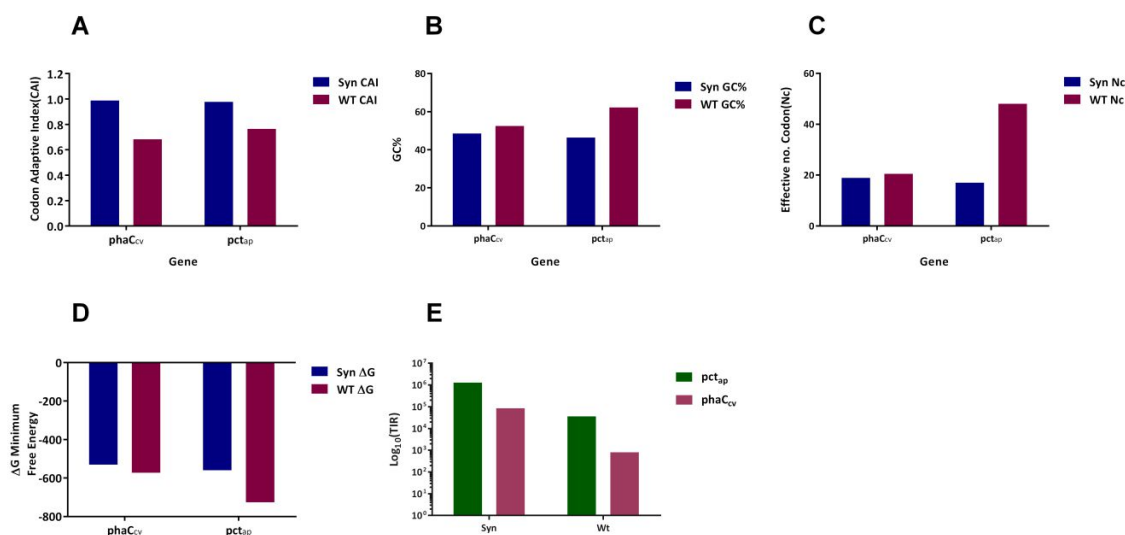 A
Codon Adaptive Index(CAI)
1.2
1.0
0.8
0.6
0.4
0.2
0.0
phaCcv
pctap
Gene
Syn CAI
WT CAI
B
GC%
80
60
40
20
0
phaCcv
pctap
Gene
Syn GC%
WT GC%
C
Effective no. Codon(Nc)
60
40
20
0
phaCcv
pctap
Gene
Syn Nc
WT Nc
D
ΔG Minimum
Free Energy
0
-200
-400
-600
-800
phaCcv
pctap
Syn ΔG
WT ΔG
E
Log10(TIR)
10⁷
10⁶
10⁵
10⁴
10³
10²
10¹
10⁰
Syn
Wt
pctap
phaCcv